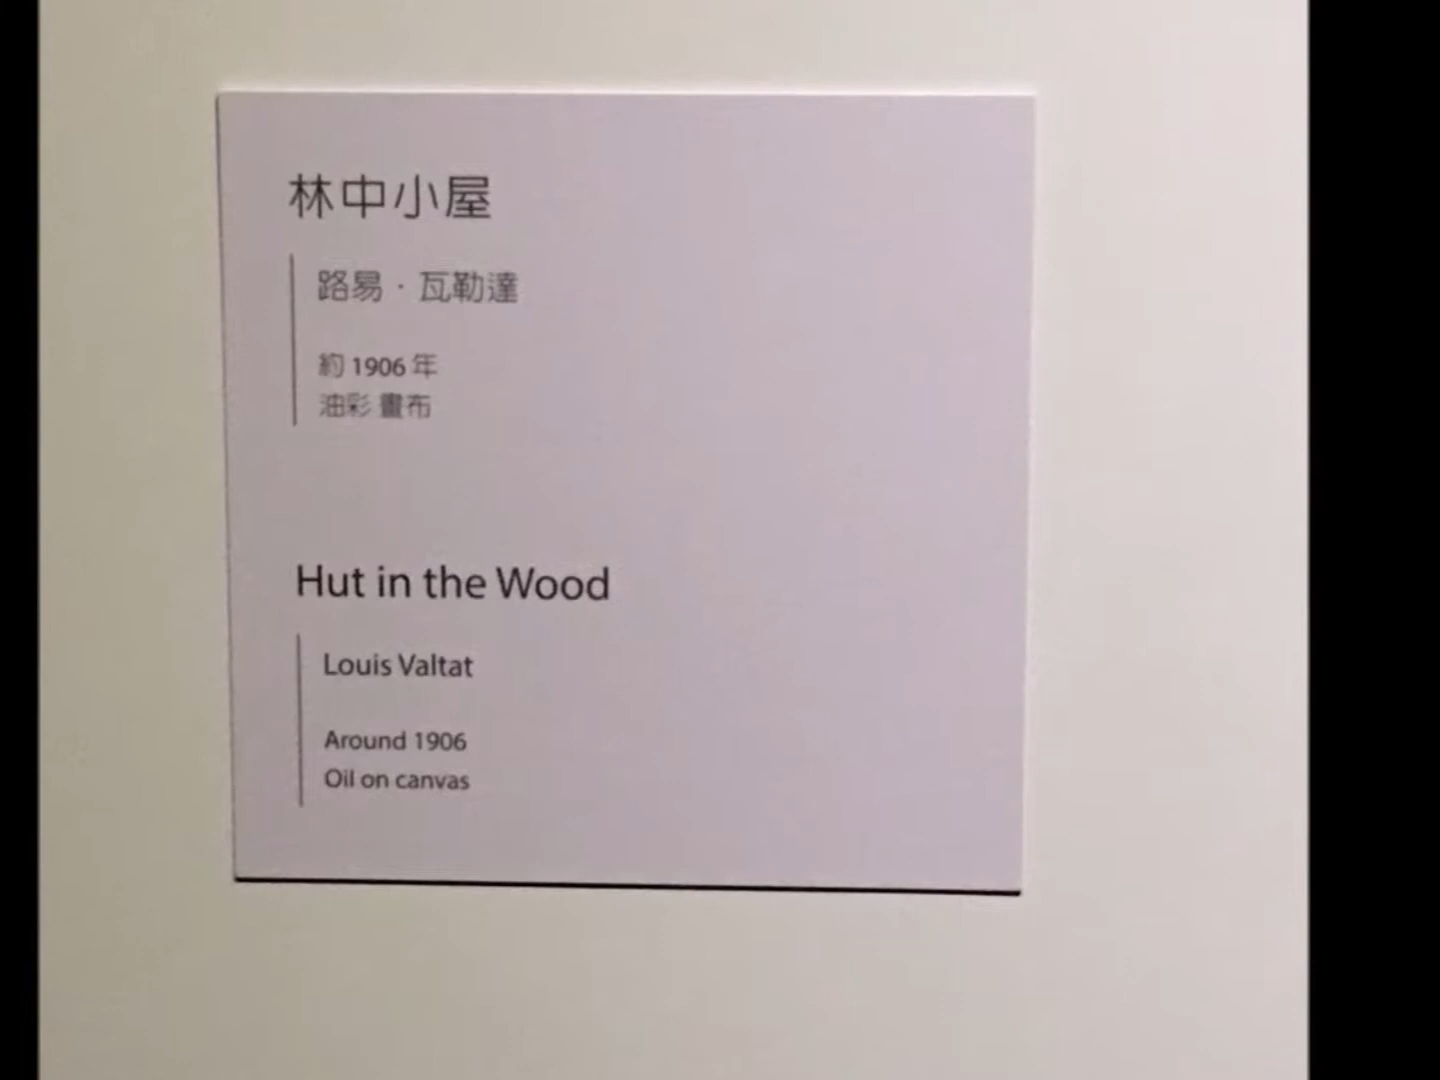 林中小屋
路易·瓦勒達
約 1906 年
油彩 畫布
Hut in the Wood
Louis Valtat
Around 1906
Oil on canvas